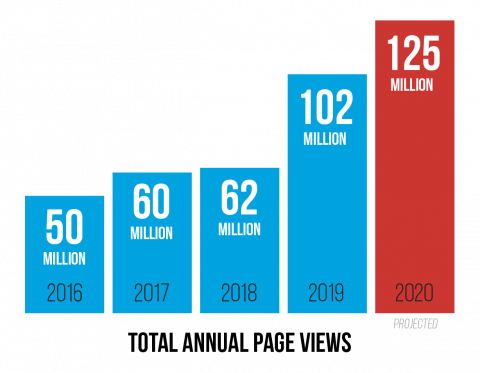 50
MILLION
2016
60
MILLION
2017
62
MILLION
2018
102
MILLION
2019
125
MILLION
2020
PROJECTED
TOTAL ANNUAL PAGE VIEWS